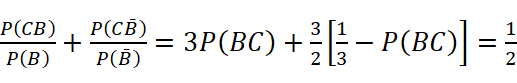 P(CB)/P(B) + P(CB̄)/P(B̄) = 3P(BC) + 3/2 [1/3 − P(BC)] = 1/2